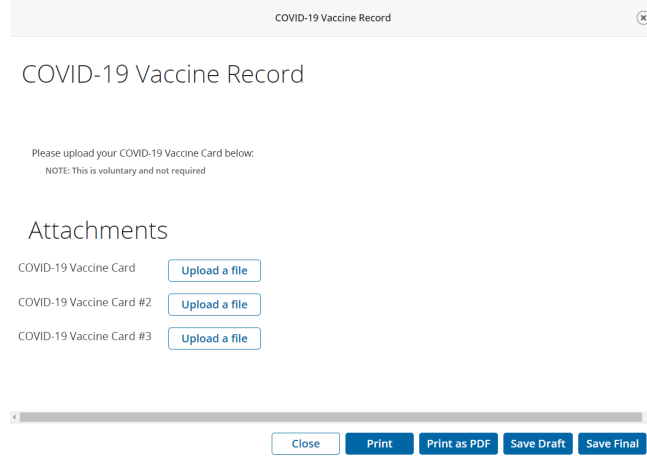 COVID-19 Vaccine Record
COVID-19 Vaccine Record
Please upload your COVID-19 Vaccine Card below:
NOTE: This is voluntary and not required
Attachments
COVID-19 Vaccine Card Upload a file
COVID-19 Vaccine Card #2 Upload a file
COVID-19 Vaccine Card #3 Upload a file
Close Print Print as PDF Save Draft Save Final